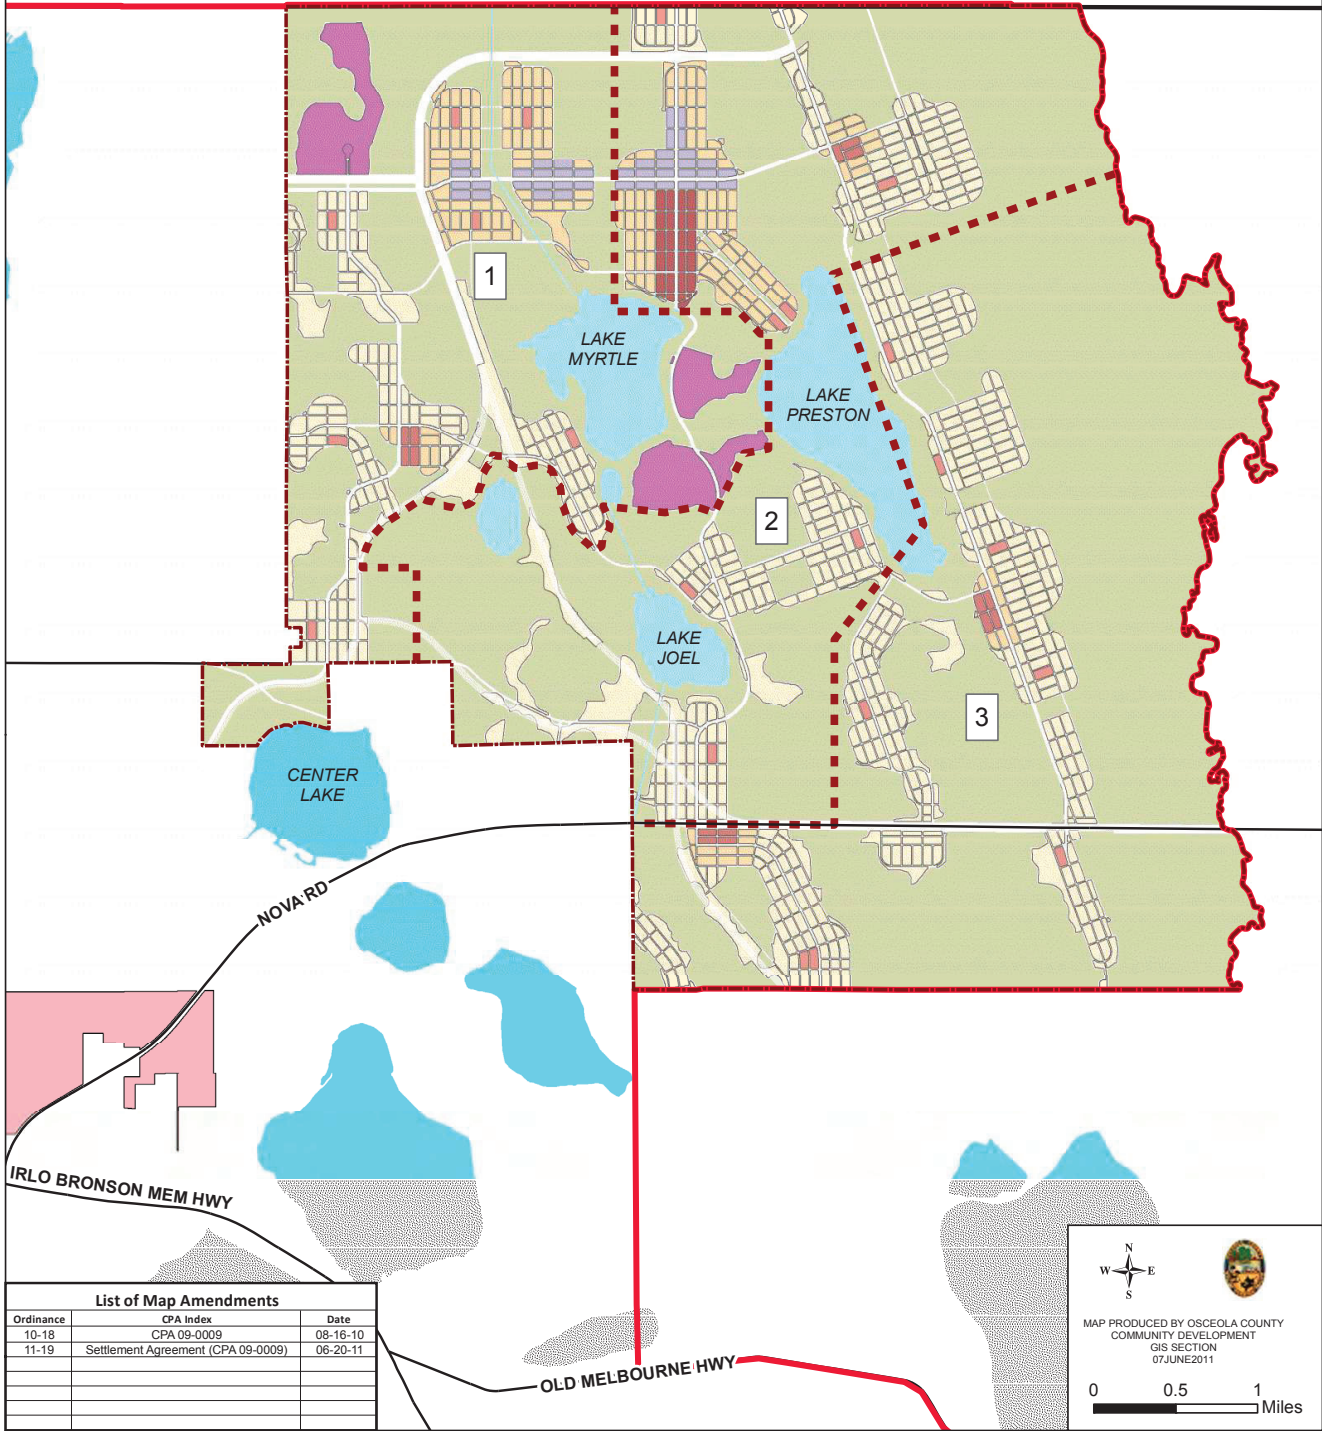 1
LAKE
MYRTLE
LAKE
PRESTON
2
LAKE
JOEL
3
CENTER
LAKE
NOVA RD
IRLO BRONSON MEM HWY
OLD MELBOURNE HWY
List of Map Amendments
Ordinance CPA Index Date
10-18 CPA 09-0009 08-16-10
11-19 Settlement Agreement (CPA 09-0009) 06-20-11
N
W E
S
MAP PRODUCED BY OSCEOLA COUNTY
COMMUNITY DEVELOPMENT
GIS SECTION
07JUNE2011
0 0.5 1
Miles